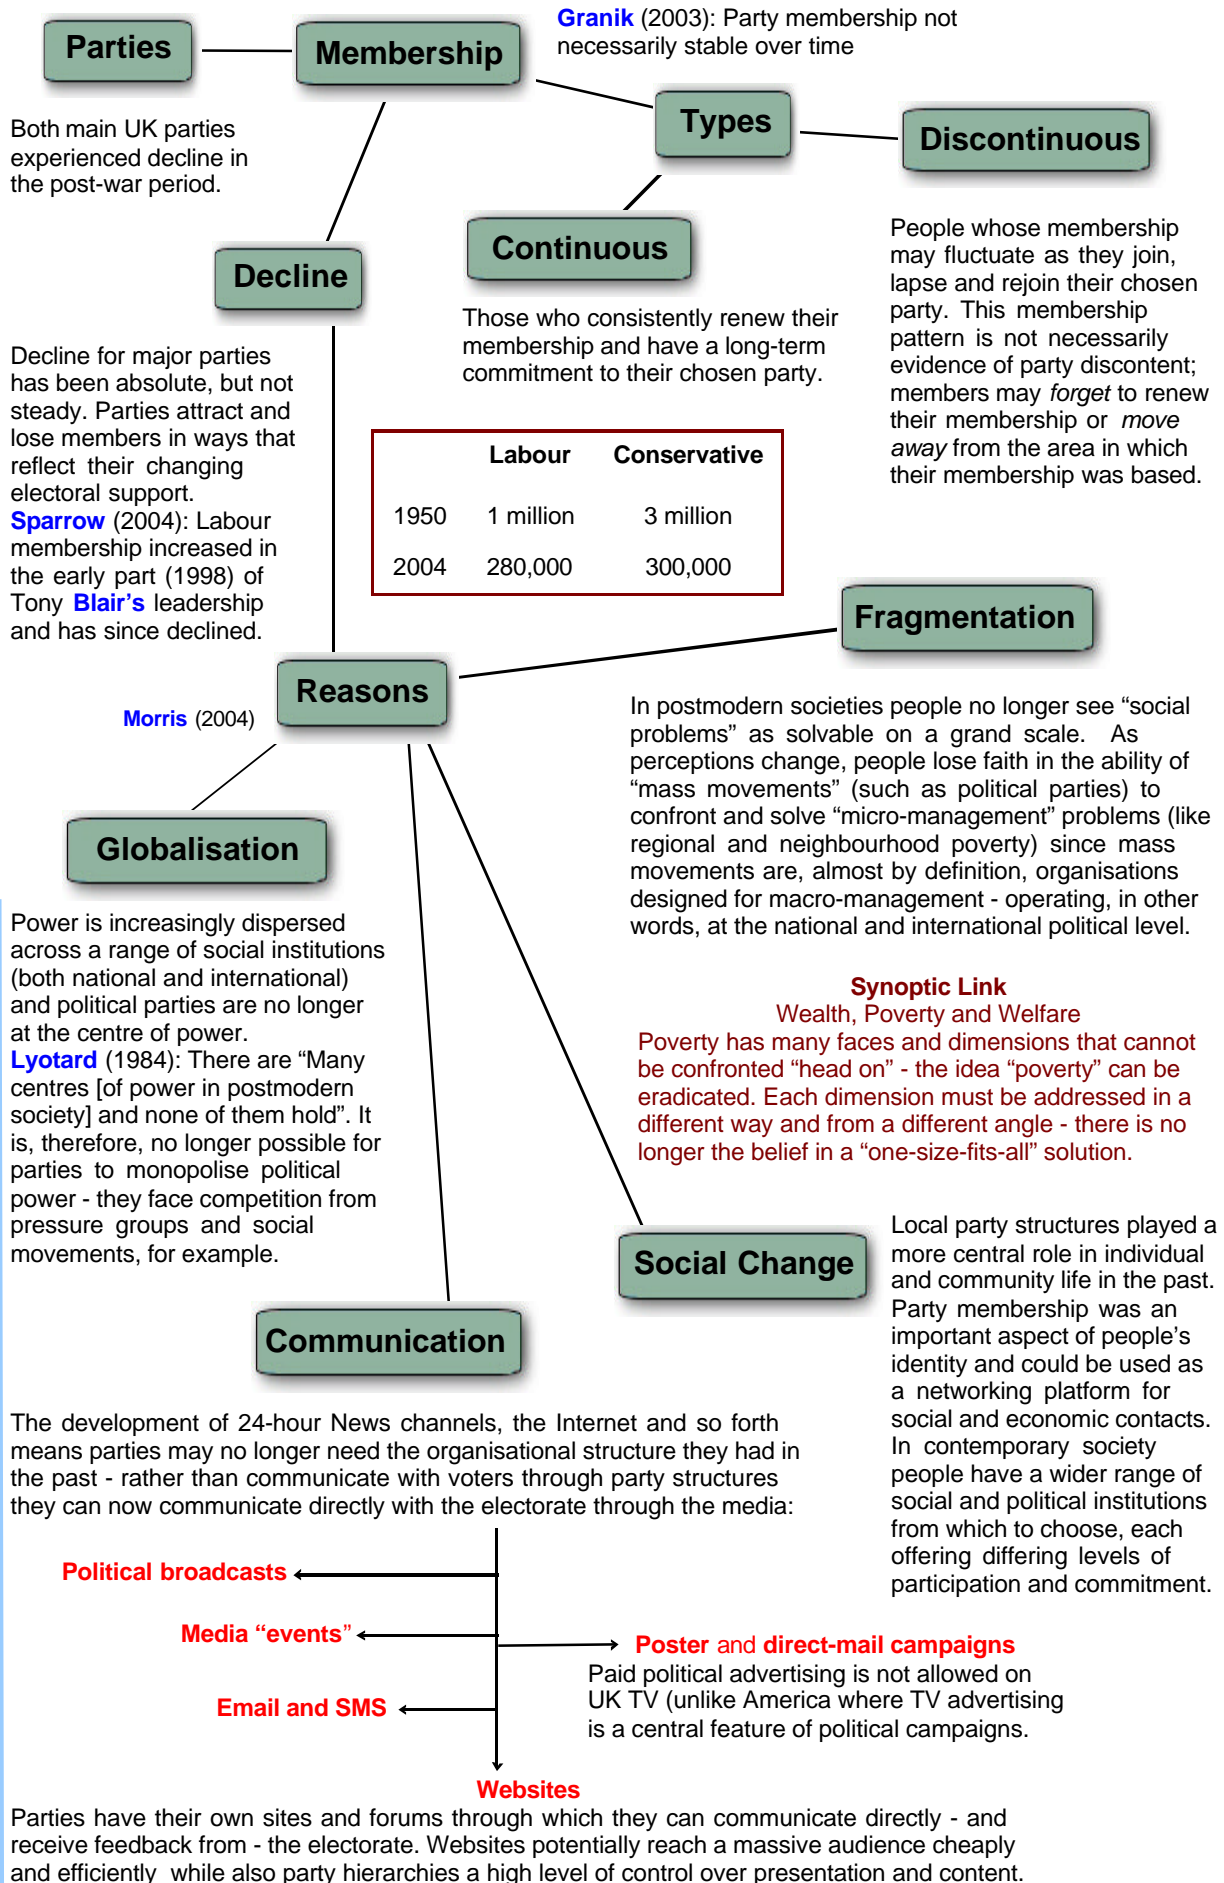 Parties
Membership
Granik (2003): Party membership not
necessarily stable over time
Types
Discontinuous
Both main UK parties
experienced decline in
the post-war period.
Continuous
Decline
People whose membership
may fluctuate as they join,
lapse and rejoin their chosen
party. This membership
pattern is not necessarily
evidence of party discontent;
members may forget to renew
their membership or move
away from the area in which
their membership was based.
Those who consistently renew their
membership and have a long-term
commitment to their chosen party.
Decline for major parties
has been absolute, but not
steady. Parties attract and
lose members in ways that
reflect their changing
electoral support.
Sparrow (2004): Labour
membership increased in
the early part (1998) of
Tony Blair's leadership
and has since declined.
Labour Conservative
1950 1 million 3 million
2004 280,000 300,000
Fragmentation
Reasons
Morris (2004)
In postmodern societies people no longer see “social
problems” as solvable on a grand scale. As
perceptions change, people lose faith in the ability of
“mass movements” (such as political parties) to
confront and solve “micro-management” problems (like
regional and neighbourhood poverty) since mass
movements are, almost by definition, organisations
designed for macro-management - operating, in other
words, at the national and international political level.
Globalisation
Power is increasingly dispersed
across a range of social institutions
(both national and international)
and political parties are no longer
at the centre of power.
Lyotard (1984): There are “Many
centres [of power in postmodern
society] and none of them hold”. It
is, therefore, no longer possible for
parties to monopolise political
power - they face competition from
pressure groups and social
movements, for example.
Synoptic Link
Wealth, Poverty and Welfare
Poverty has many faces and dimensions that cannot
be confronted “head on” - the idea “poverty” can be
eradicated. Each dimension must be addressed in a
different way and from a different angle - there is no
longer the belief in a “one-size-fits-all” solution.
Social Change
Local party structures played a
more central role in individual
and community life in the past.
Party membership was an
important aspect of people's
identity and could be used as
a networking platform for
social and economic contacts.
In contemporary society
people have a wider range of
social and political institutions
from which to choose, each
offering differing levels of
participation and commitment.
Communication
The development of 24-hour News channels, the Internet and so forth
means parties may no longer need the organisational structure they had in
the past - rather than communicate with voters through party structures
they can now communicate directly with the electorate through the media:
Political broadcasts
Media “events”
Poster and direct-mail campaigns
Paid political advertising is not allowed on
UK TV (unlike America where TV advertising
is a central feature of political campaigns.
Email and SMS
Websites
Parties have their own sites and forums through which they can communicate directly - and
receive feedback from - the electorate. Websites potentially reach a massive audience cheaply
and efficiently while also party hierarchies a high level of control over presentation and content.